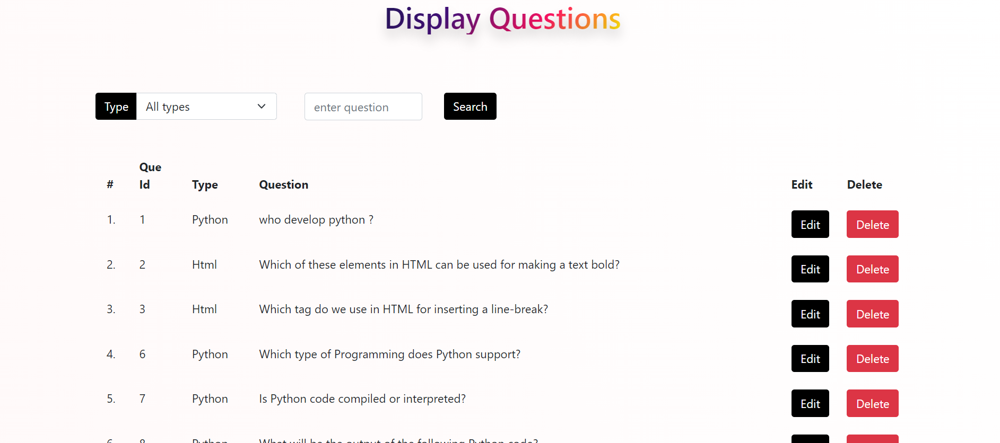 Display Questions
Type All types enter question Search
# Que Id Type Question Edit Delete
1. 1 Python who develop python ? Edit Delete
2. 2 Html Which of these elements in HTML can be used for making a text bold? Edit Delete
3. 3 Html Which tag do we use in HTML for inserting a line-break? Edit Delete
4. 6 Python Which type of Programming does Python support? Edit Delete
5. 7 Python Is Python code compiled or interpreted? Edit Delete
6. 8 Python What will be the output of the following Python code?